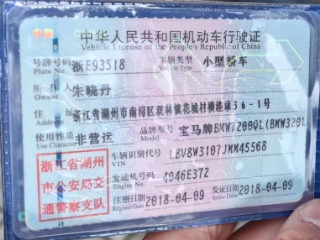 中华人民共和国机动车行驶证
Vehicle License of the People's Republic of China
号牌号码 浙E93S18 车辆类型 小型轿车
Plate No. Vehicle Type
所有人 朱晓丹
Owner
住址 浙江省湖州市南浔区双林镇花城村横港滩36-1号
Address
使用性质 非营运 品牌型号 宝马牌BMW7200QL(BMW320L
Use Character Model
浙江省湖州市公安局交通警察支队
车辆识别代号 LBV8W3107JMM45568
VIN
发动机号码 4046E372
Engine No.
注册日期 2018-04-09 发证日期 2018-04-09
Register Date Issue Date